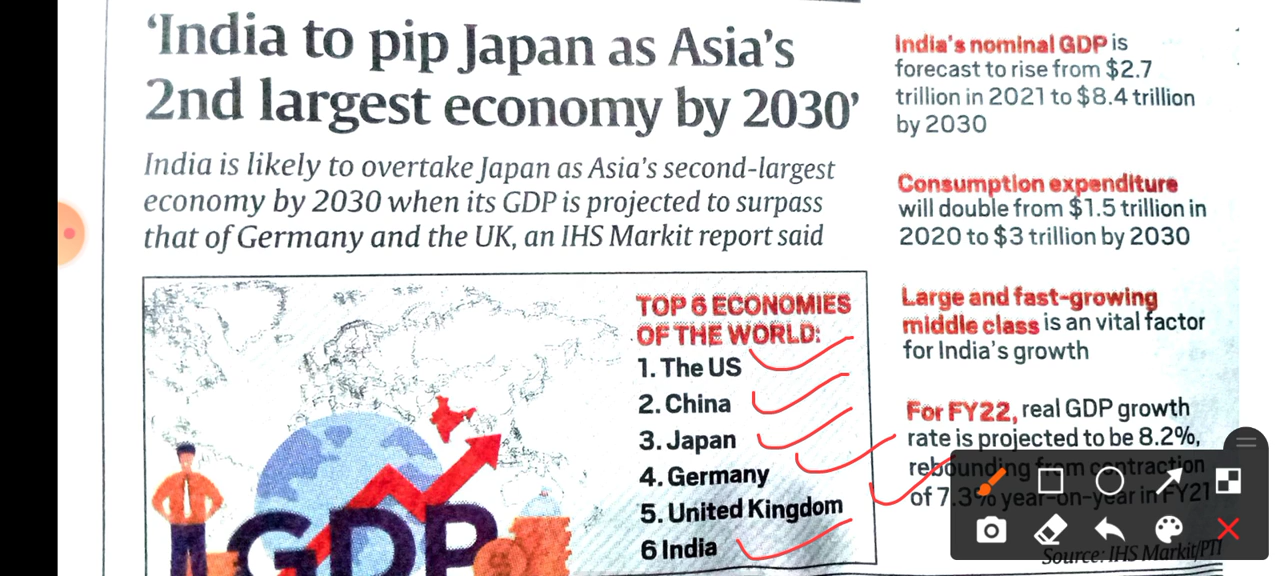 'India to pip Japan as Asia's
2nd largest economy by 2030'
India is likely to overtake Japan as Asia's second-largest
economy by 2030 when its GDP is projected to surpass
that of Germany and the UK, an IHS Markit report said
TOP 6 ECONOMIES
OF THE WORLD:
1. The US
2. China
3. Japan
4. Germany
5. United Kingdom
6 India
GDP
India's nominal GDP is
forecast to rise from $2.7
trillion in 2021 to $8.4 trillion
by 2030
Consumption expenditure
will double from $1.5 trillion in
2020 to $3 trillion by 2030
Large and fast-growing
middle class is an vital factor
for India's growth
For FY22, real GDP growth
rate is projected to be 8.2%,
rebounding from contraction
of 7.3% year-on-year in FY21
Source: IHS Markit/PTI